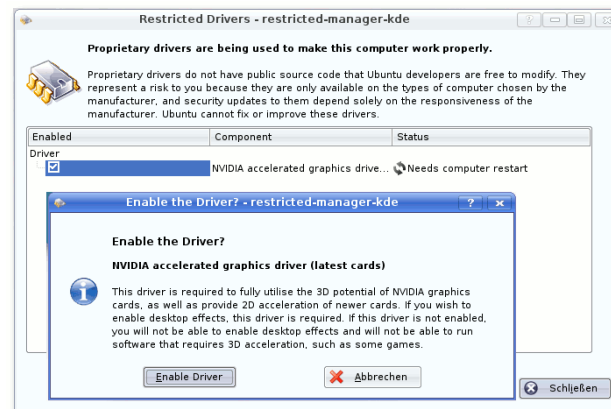 Restricted Drivers - restricted-manager-kde
Proprietary drivers are being used to make this computer work properly.
Proprietary drivers do not have public source code that Ubuntu developers are free to modify. They
represent a risk to you because they are only available on the types of computer chosen by the
manufacturer, and security updates to them depend solely on the responsiveness of the
manufacturer. Ubuntu cannot fix or improve these drivers.
Enabled Component Status
Driver
NVIDIA accelerated graphics drive... Needs computer restart
Enable the Driver? - restricted-manager-kde
Enable the Driver?
NVIDIA accelerated graphics driver (latest cards)
This driver is required to fully utilise the 3D potential of NVIDIA graphics
cards, as well as provide 2D acceleration of newer cards. If you wish to
enable desktop effects, this driver is required. If this driver is not enabled,
you will not be able to enable desktop effects and will not be able to run
software that requires 3D acceleration, such as some games.
Enable Driver Abbrechen
Schließen